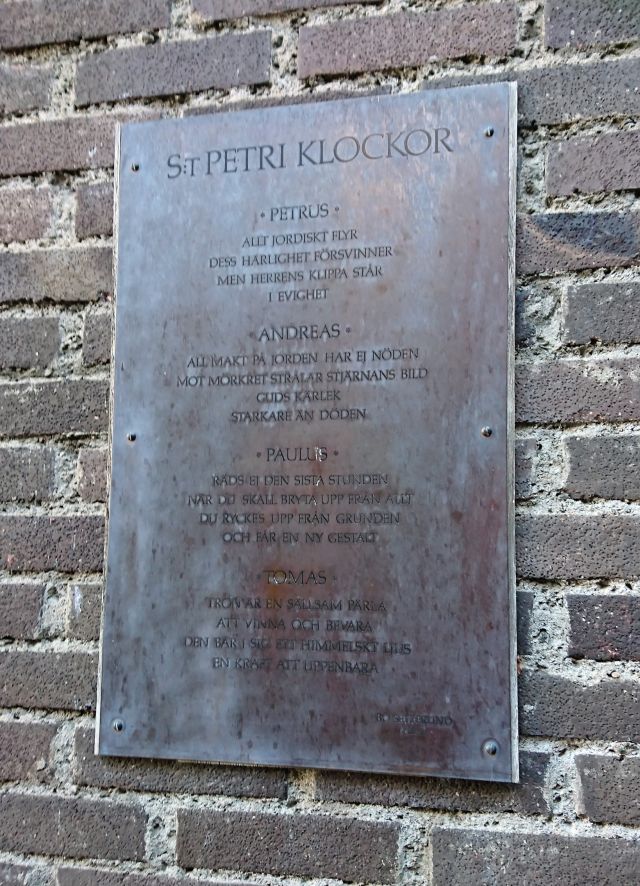 S:T PETRI KLOCKOR
• PETRUS •
ALLT JORDISKT FLYR
DESS HÄRLIGHET FÖRSVINNER
MEN HERRENS KLIPPA STÅR
I EVIGHET
• ANDREAS •
ALL MAKT PÅ JORDEN HAR EJ NÖDEN
MOT MÖRKRET STRÅLAR STJÄRNANS BILD
GUDS KÄRLEK
STARKARE ÄN DÖDEN
• PAULUS •
RÄDS EJ DEN SISTA STUNDEN
NÄR DU SKALL BRYTA UPP FRÅN ALLT
DU RYCKES UPP FRÅN GRUNDEN
OCH FÅR EN NY GESTALT
• TOMAS •
TRON ÄR EN SÄLLSAM PÄRLA
ATT VINNA OCH BEVARA
DEN BÄR I SIG ETT HIMMELSKT LJUS
EN KRAFT ATT UPPENBARA
BO